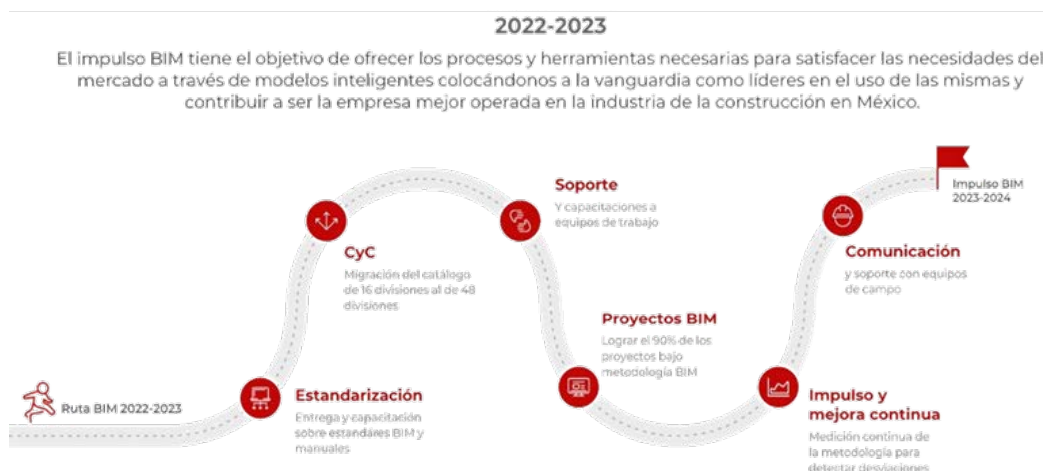 2022-2023
El impulso BIM tiene el objetivo de ofrecer los procesos y herramientas necesarias para satisfacer las necesidades del
mercado a través de modelos inteligentes colocándonos a la vanguardia como líderes en el uso de las mismas y
contribuir a ser la empresa mejor operada en la industria de la construcción en México.
Ruta BIM 2022-2023
Estandarización
Entrega y capacitación
sobre estandáres BIM y
manuales
CyC
Migración del catálogo
de 16 divisiones al de 48
divisiones
Soporte
Y capacitaciones a
equipos de trabajo
Proyectos BIM
Lograr el 90% de los
proyectos bajo
metodología BIM
Impulso y
mejora continua
Medición continua de
la metodología para
detectar desviaciones
Comunicación
y soporte con equipos
de campo
Impulso BIM
2023-2024